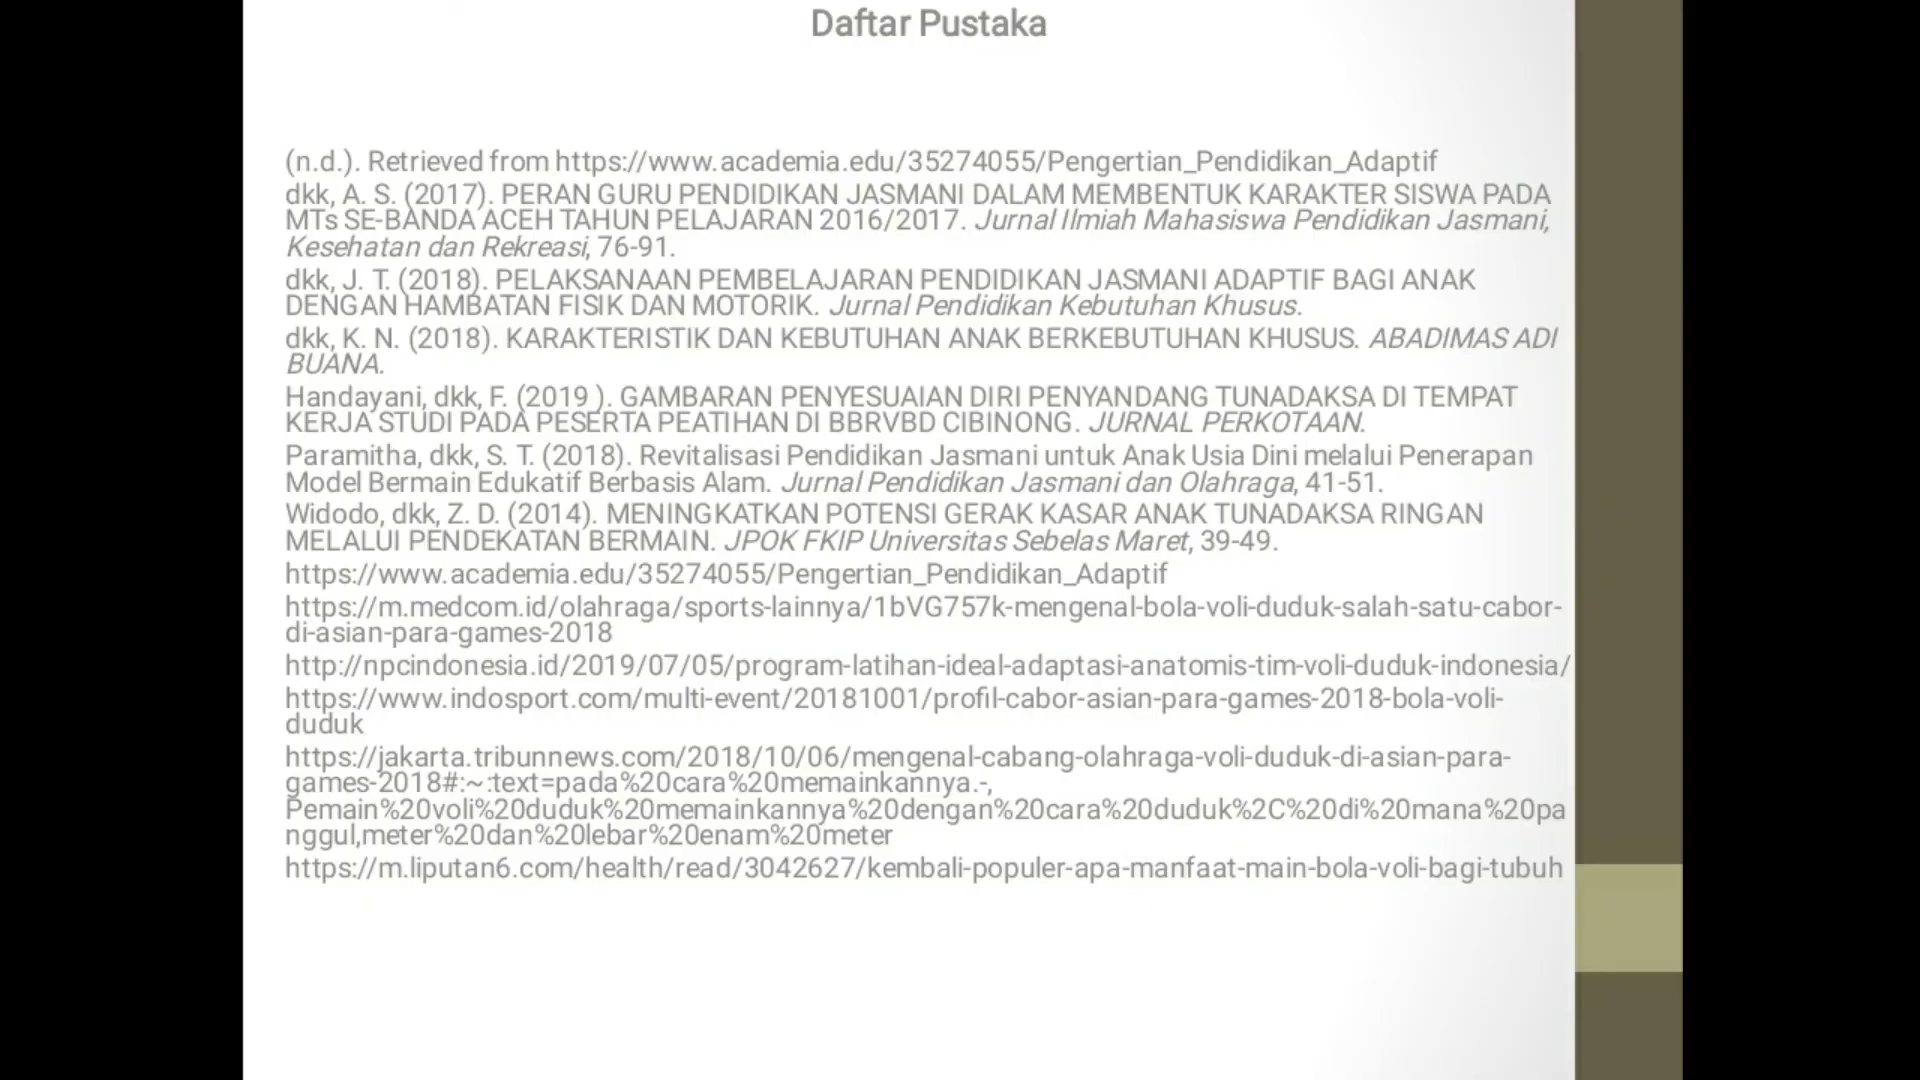 Daftar Pustaka
(n.d.). Retrieved from https://www.academia.edu/35274055/Pengertian_Pendidikan_Adaptif
dkk, A. S. (2017). PERAN GURU PENDIDIKAN JASMANI DALAM MEMBENTUK KARAKTER SISWA PADA
MTs SE-BANDA ACEH TAHUN PELAJARAN 2016/2017. Jurnal Ilmiah Mahasiswa Pendidikan Jasmani,
Kesehatan dan Rekreasi, 76-91.
dkk, J. T. (2018). PELAKSANAAN PEMBELAJARAN PENDIDIKAN JASMANI ADAPTIF BAGI ANAK
DENGAN HAMBATAN FISIK DAN MOTORIK. Jurnal Pendidikan Kebutuhan Khusus.
dkk, K. N. (2018). KARAKTERISTIK DAN KEBUTUHAN ANAK BERKEBUTUHAN KHUSUS. ABADIMAS ADI
BUANA.
Handayani, dkk, F. (2019 ). GAMBARAN PENYESUAIAN DIRI PENYANDANG TUNADAKSA DI TEMPAT
KERJA STUDI PADA PESERTA PEATIHAN DI BBRVBD CIBINONG. JURNAL PERKOTAAN.
Paramitha, dkk, S. T. (2018). Revitalisasi Pendidikan Jasmani untuk Anak Usia Dini melalui Penerapan
Model Bermain Edukatif Berbasis Alam. Jurnal Pendidikan Jasmani dan Olahraga, 41-51.
Widodo, dkk, Z. D. (2014). MENINGKATKAN POTENSI GERAK KASAR ANAK TUNADAKSA RINGAN
MELALUI PENDEKATAN BERMAIN. JPOK FKIP Universitas Sebelas Maret, 39-49.
https://www.academia.edu/35274055/Pengertian_Pendidikan_Adaptif
https://m.medcom.id/olahraga/sports-lainnya/1bVG757k-mengenal-bola-voli-duduk-salah-satu-cabor-
di-asian-para-games-2018
http://npcindonesia.id/2019/07/05/program-latihan-ideal-adaptasi-anatomis-tim-voli-duduk-indonesia/
https://www.indosport.com/multi-event/20181001/profil-cabor-asian-para-games-2018-bola-voli-
duduk
https://jakarta.tribunnews.com/2018/10/06/mengenal-cabang-olahraga-voli-duduk-di-asian-para-
games-2018#:~:text=pada%20cara%20memainkannya.-,
Pemain%20voli%20duduk%20memainkannya%20dengan%20cara%20duduk%2C%20di%20mana%20pa
nggul,meter%20dan%20lebar%20enam%20meter
https://m.liputan6.com/health/read/3042627/kembali-populer-apa-manfaat-main-bola-voli-bagi-tubuh